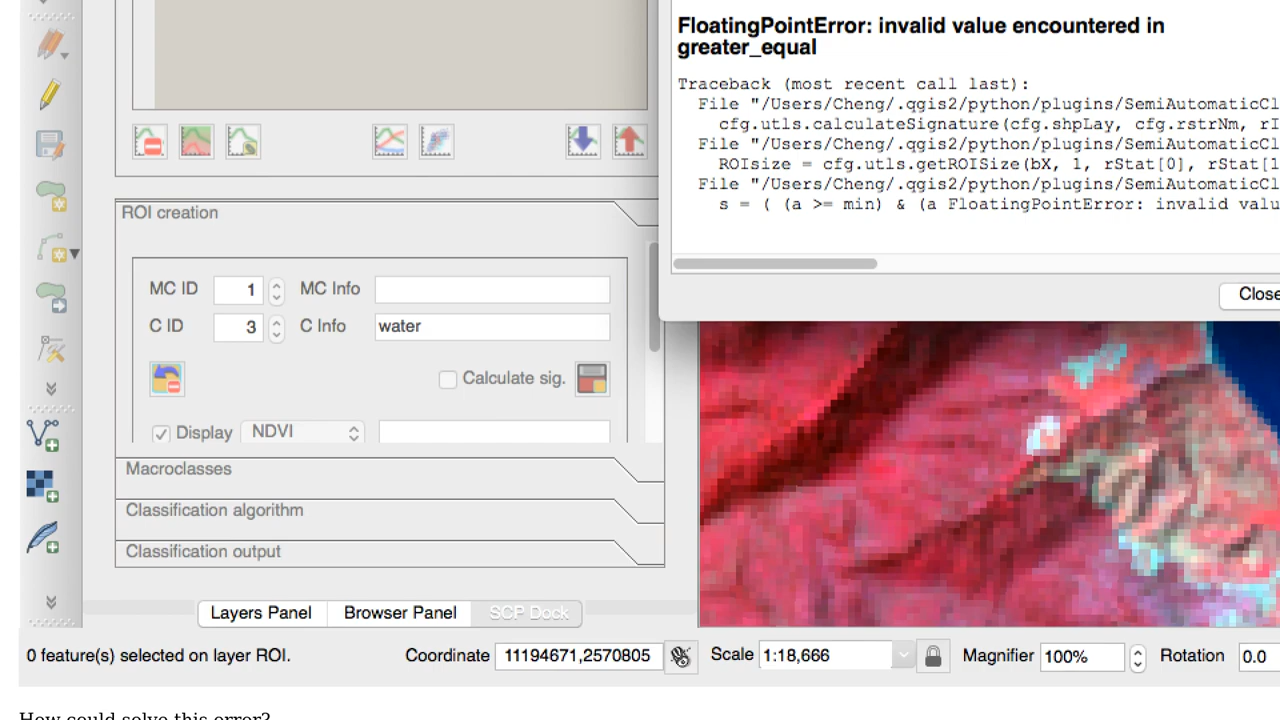 FloatingPointError: invalid value encountered in
greater_equal
Traceback (most recent call last):
File "/Users/Cheng/.qgis2/python/plugins/SemiAutomaticCl
cfg.utls.calculateSignature(cfg.shpLay, cfg.rstrNm, rI
File "/Users/Cheng/.qgis2/python/plugins/SemiAutomaticCl
ROIsize = cfg.utls.getROISize(bX, 1, rStat[0], rStat[1
File "/Users/Cheng/.qgis2/python/plugins/SemiAutomaticCl
s = ( (a >= min) & (a FloatingPointError: invalid valu
Close
ROI creation
MC ID 1 MC Info
C ID 3 C Info water
Calculate sig.
Display NDVI
Macroclasses
Classification algorithm
Classification output
Layers Panel Browser Panel SCP Dock
0 feature(s) selected on layer ROI. Coordinate 11194671,2570805 Scale 1:18,666 Magnifier 100% Rotation 0.0
How could solve this error?